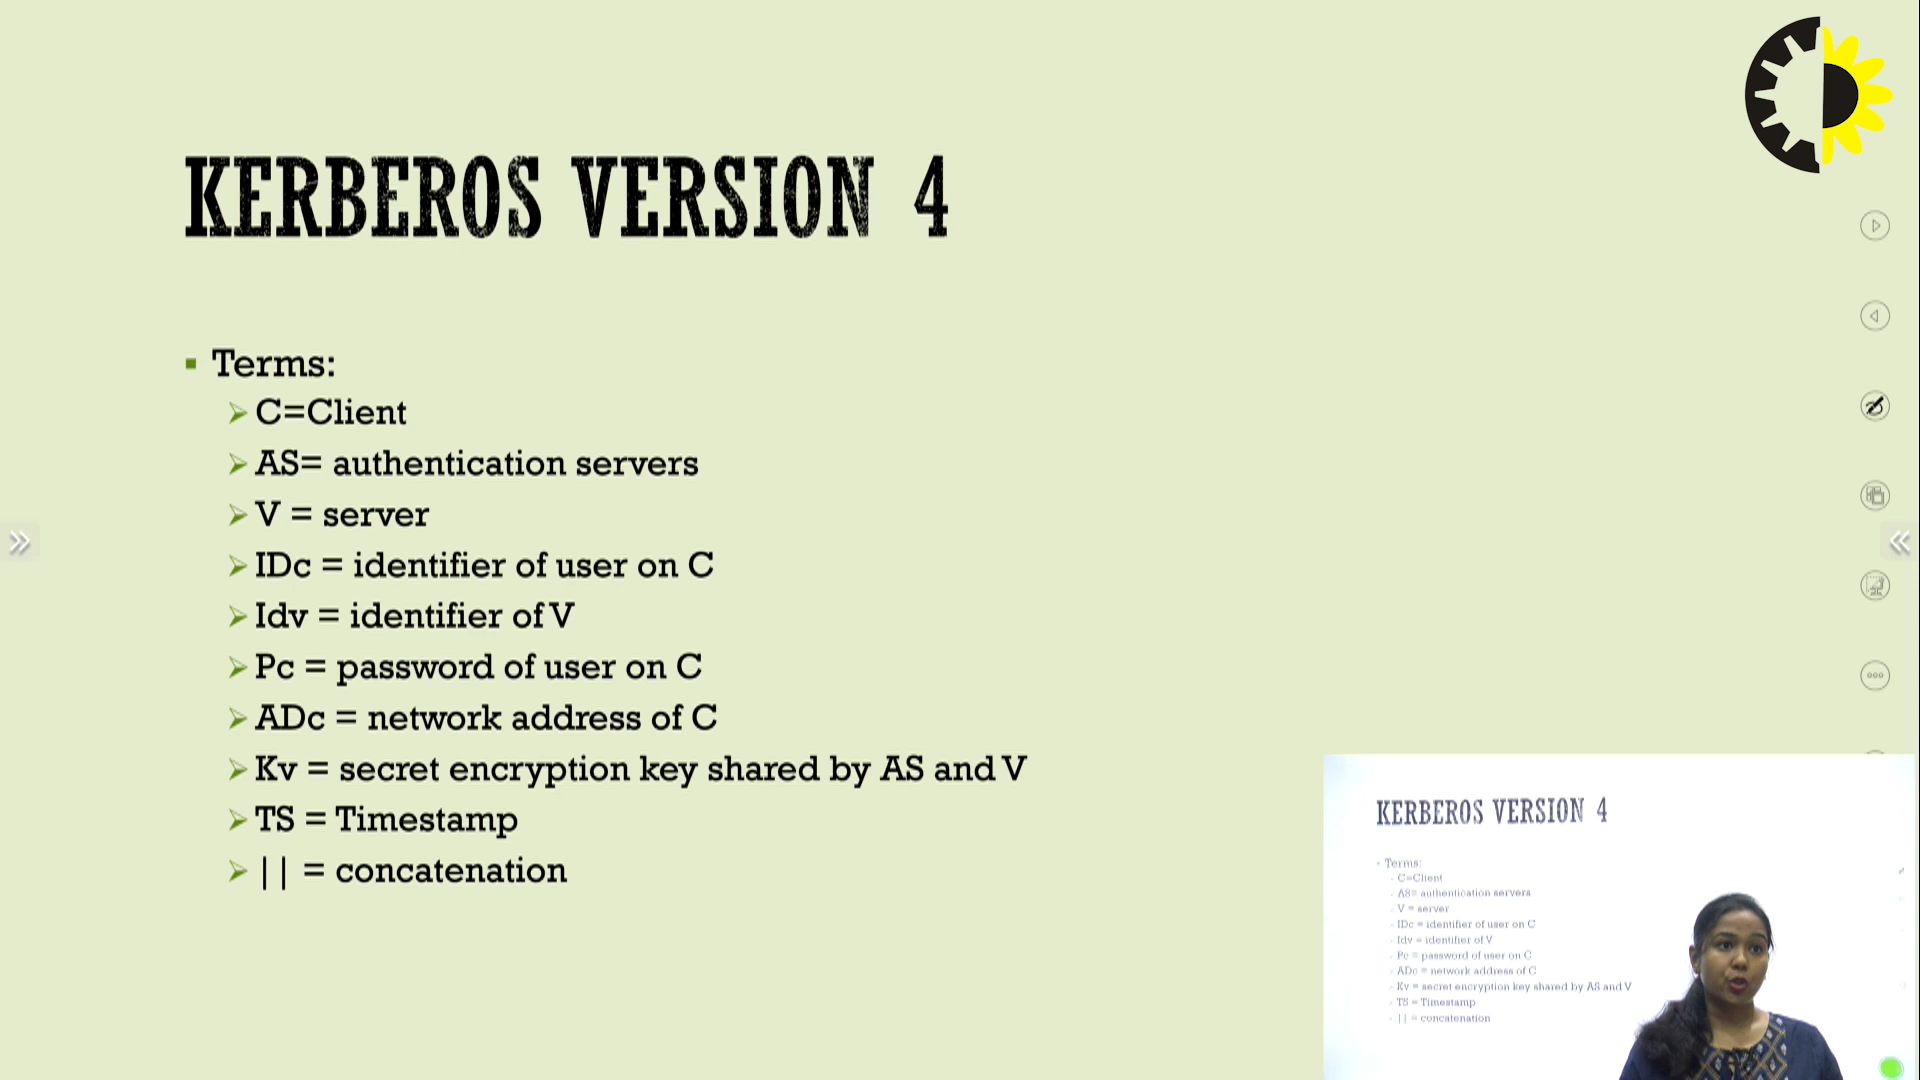 KERBEROS VERSION 4
Terms:
C=Client
AS= authentication servers
V = server
IDc = identifier of user on C
Idv = identifier of V
Pc = password of user on C
ADc = network address of C
Kv = secret encryption key shared by AS and V
TS = Timestamp
|| = concatenation
KERBEROS VERSION 4
Terms:
C=Client
AS= authentication servers
V = server
IDc = identifier of user on C
Idv = identifier of V
Pc = password of user on C
ADc = network address of C
Kv = secret encryption key shared by AS and V
TS = Timestamp
|| = concatenation